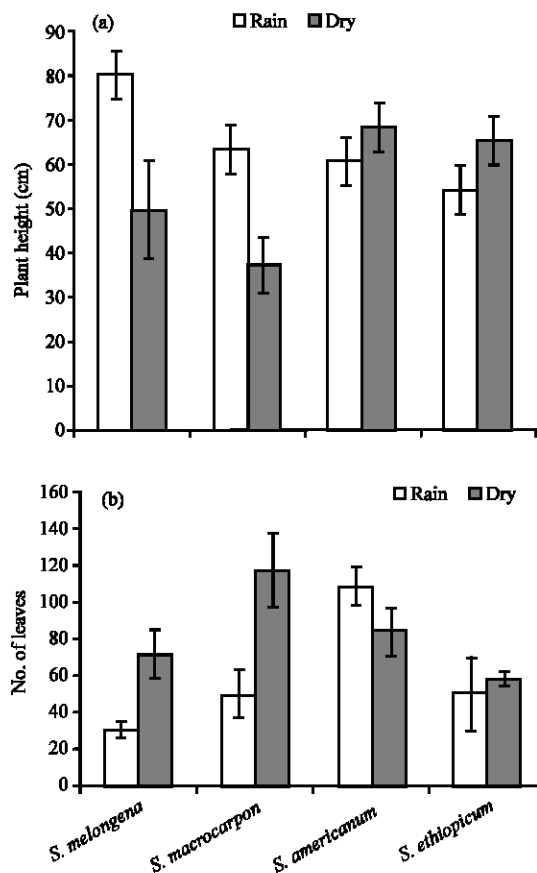 (a)
Rain Dry
Plant height (cm)
90
80
70
60
50
40
30
20
10
0
(b)
Rain Dry
No. of leaves
160
140
120
100
80
60
40
20
0
S. melongena
S. macrocarpon
S. americanum
S. ethiopicum